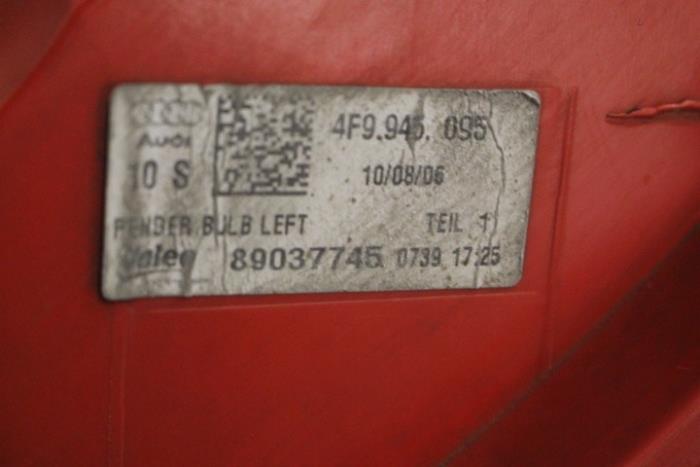 4F9.945. 095
Audi
10 S
10/08/06
FENDER BULB LEFT TEIL 1
Valeo 89037745 0739 17:25